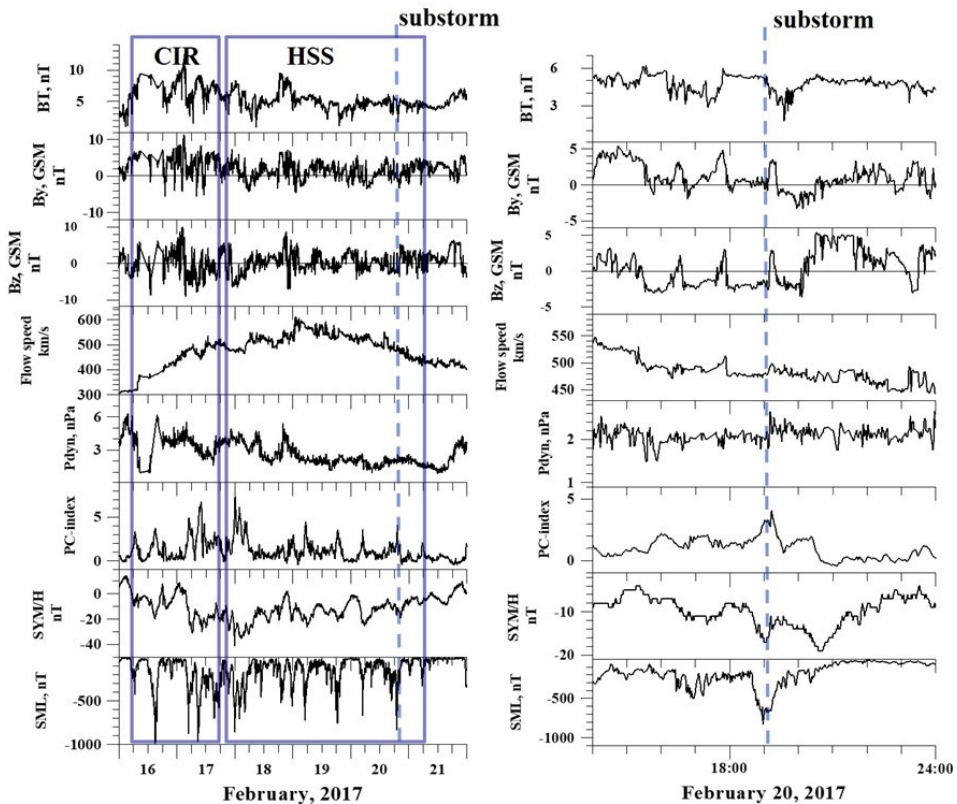 substorm
CIR
HSS
BT, nT
10
5
By, GSM
nT
10
0
-10
Bz, GSM
nT
10
0
-10
Flow speed
km/s
600
500
400
300
Pdyn, nPa
6
3
PC-index
5
0
SYM/H
nT
0
-20
-40
SML, nT
-500
-1000
16
17
18
19
20
21
February, 2017
substorm
BT, nT
6
3
By, GSM
nT
5
0
-5
Bz, GSM
nT
5
0
-5
Flow speed
km/s
550
500
450
Pdyn, nPa
2
1
PC-index
5
0
SYM/H
nT
-10
-20
SML, nT
0
-500
-1000
18:00
24:00
February 20, 2017